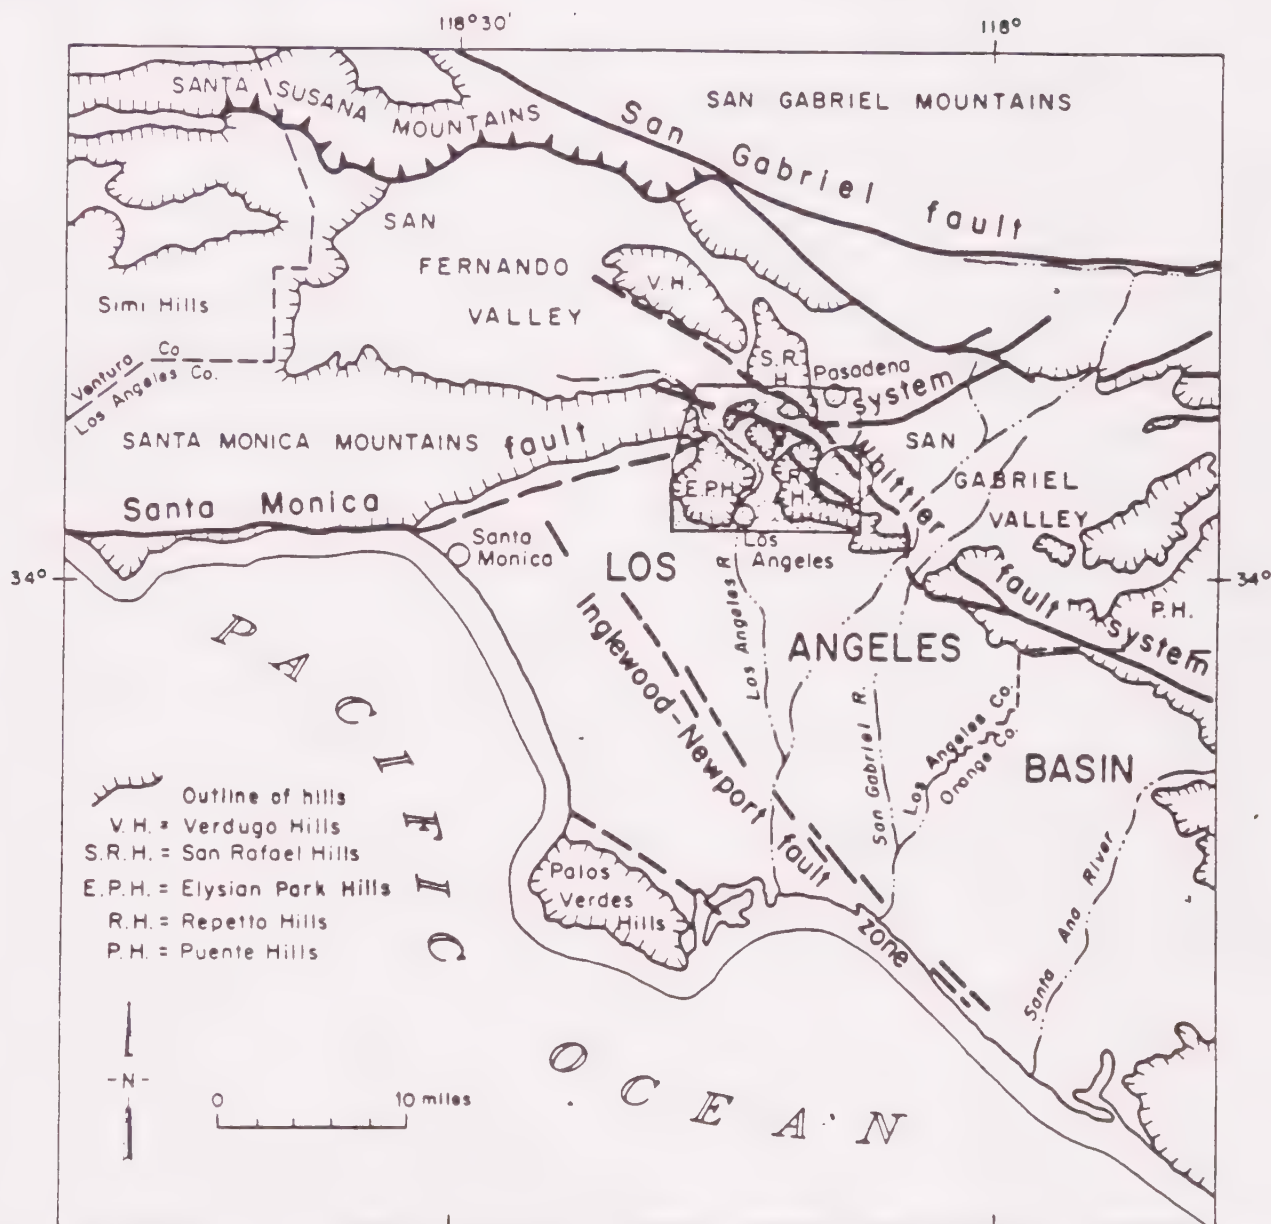 118°30'
118°
SANTA SUSANA MOUNTAINS
SAN GABRIEL MOUNTAINS
San Gabriel fault
SAN
FERNANDO
VALLEY
V.H.
Simi Hills
Ventura Co
Los Angeles Co.
S.R.
H
Pasadena
system
SANTA MONICA MOUNTAINS
fault
Santa Monica
SAN
GABRIEL
VALLEY
Whittier
E.P.H.
R.
H.
Santa
Monica
Los
Angeles
34°
34°
LOS
ANGELES
BASIN
fault
system
P.H.
Inglewood-Newport fault zone
Los Angeles R.
San Gabriel R.
Los Angeles Co.
Orange Co.
Santa Ana River
PACIFIC
OCEAN
Palos
Verdes
Hills
Outline of hills
V.H. = Verdugo Hills
S.R.H. = San Rafael Hills
E.P.H. = Elysian Park Hills
R.H. = Repetto Hills
P.H. = Puente Hills
-N-
0 10 miles